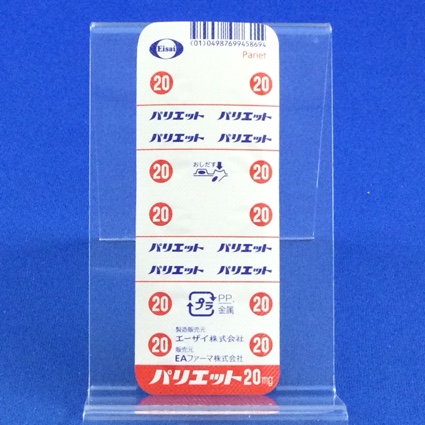 Eisai
(01)04987699458694
Pariet
20 20
パリエット パリエット
パリエット パリエット
おしだす
20 20
20 20
パリエット パリエット
パリエット パリエット
20 プラ PP, 金属 20
製造販売元
エーザイ株式会社
20 20
販売元
EAファーマ株式会社
パリエット20mg